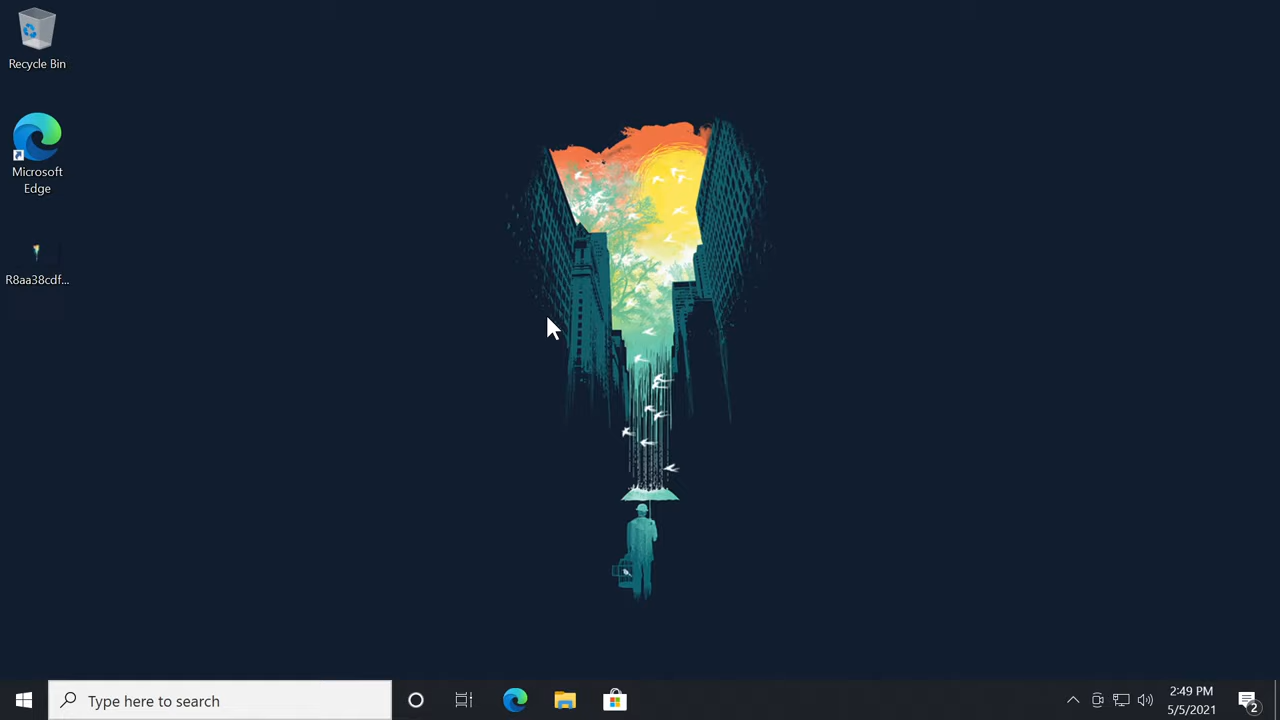 Recycle Bin
Microsoft
Edge
R8aa38cdf...
Type here to search
2:49 PM
5/5/2021
2